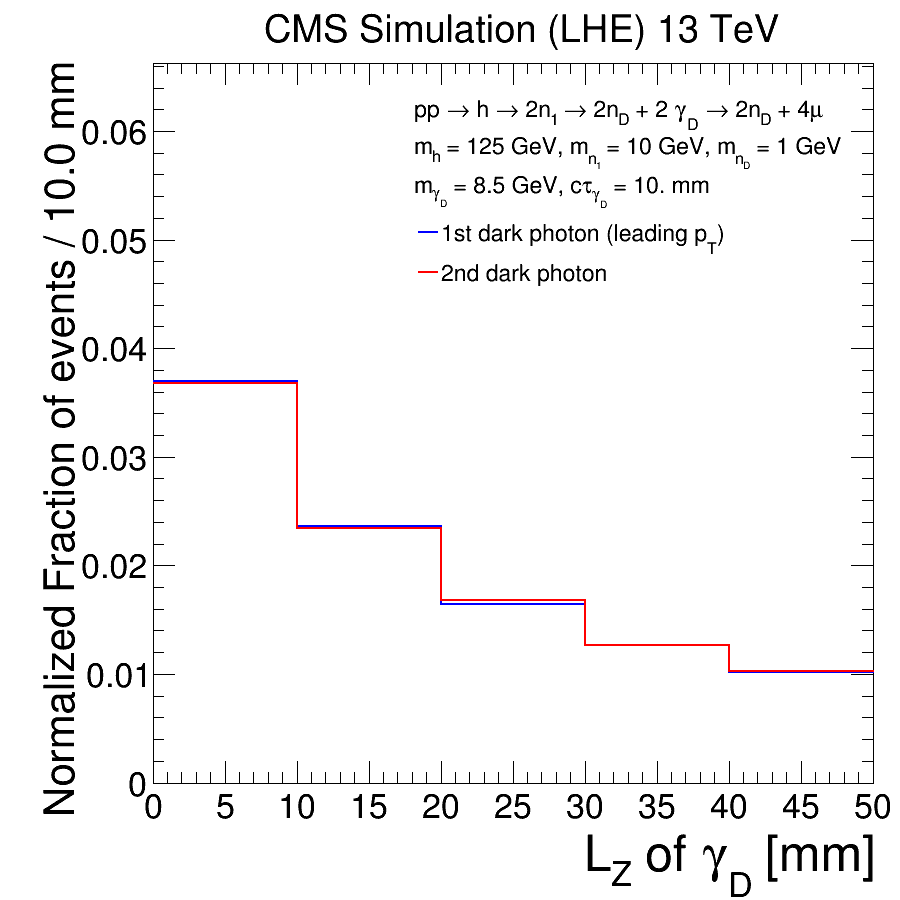 CMS Simulation (LHE) 13 TeV
Normalized Fraction of events / 10.0 mm
0.06
0.05
0.04
0.03
0.02
0.01
0
pp → h → 2n₁ → 2n_D + 2 γ_D → 2n_D + 4μ
m_h = 125 GeV, m_n₁ = 10 GeV, m_n_D = 1 GeV
m_γ_D = 8.5 GeV, cτ_γ_D = 10. mm
1st dark photon (leading p_T)
2nd dark photon
0 5 10 15 20 25 30 35 40 45 50
L_Z of γ_D [mm]